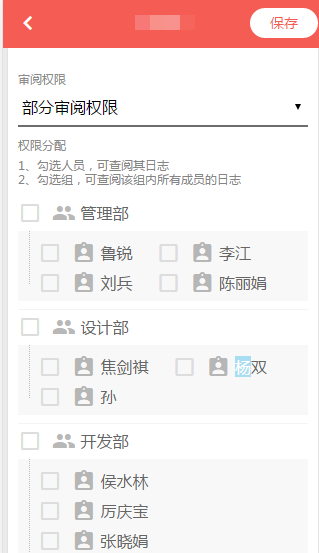 保存
审阅权限
部分审阅权限
权限分配
1、勾选人员，可查阅其日志
2、勾选组，可查阅该组内所有成员的日志
管理部
鲁锐 李江
刘兵 陈丽娟
设计部
焦剑祺 杨双
孙
开发部
侯水林
厉庆宝
张晓娟